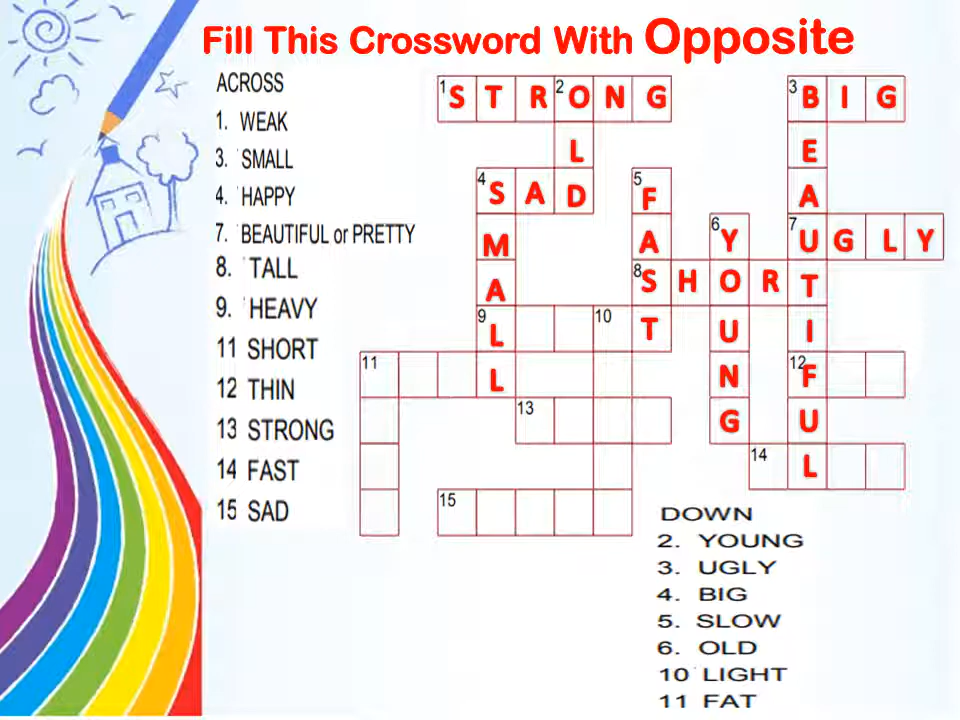 Fill This Crossword With Opposite
ACROSS
1. WEAK
3. SMALL
4. HAPPY
7. BEAUTIFUL or PRETTY
8. TALL
9. HEAVY
11 SHORT
12 THIN
13 STRONG
14 FAST
15 SAD
1 S T R 2 O N G 3 B I G
L E
4 S A D 5 F A
M A 6 Y 7 U G L Y
A 8 S H O R T
9 L 10 T U I
11 L N 12 F
13 G U
14 L
15
DOWN
2. YOUNG
3. UGLY
4. BIG
5. SLOW
6. OLD
10 LIGHT
11 FAT